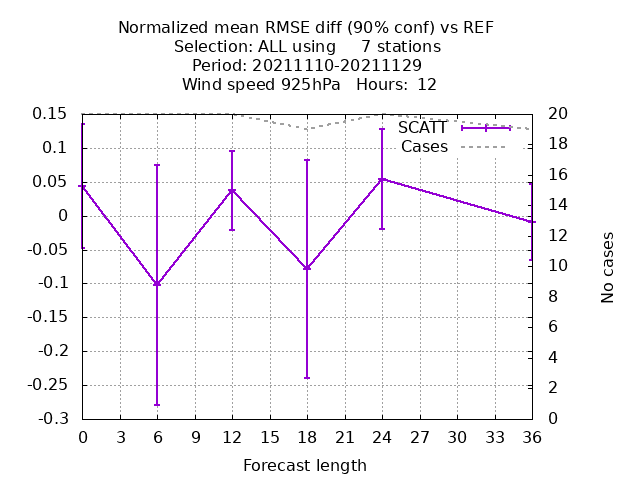 Normalized mean RMSE diff (90% conf) vs REF
Selection: ALL using     7 stations
Period: 20211110-20211129
Wind speed 925hPa   Hours:  12
0.15
0.1
0.05
0
-0.05
-0.1
-0.15
-0.2
-0.25
-0.3
SCATT
Cases
20
18
16
14
12
10
8
6
4
2
0
No cases
0 3 6 9 12 15 18 21 24 27 30 33 36
Forecast length